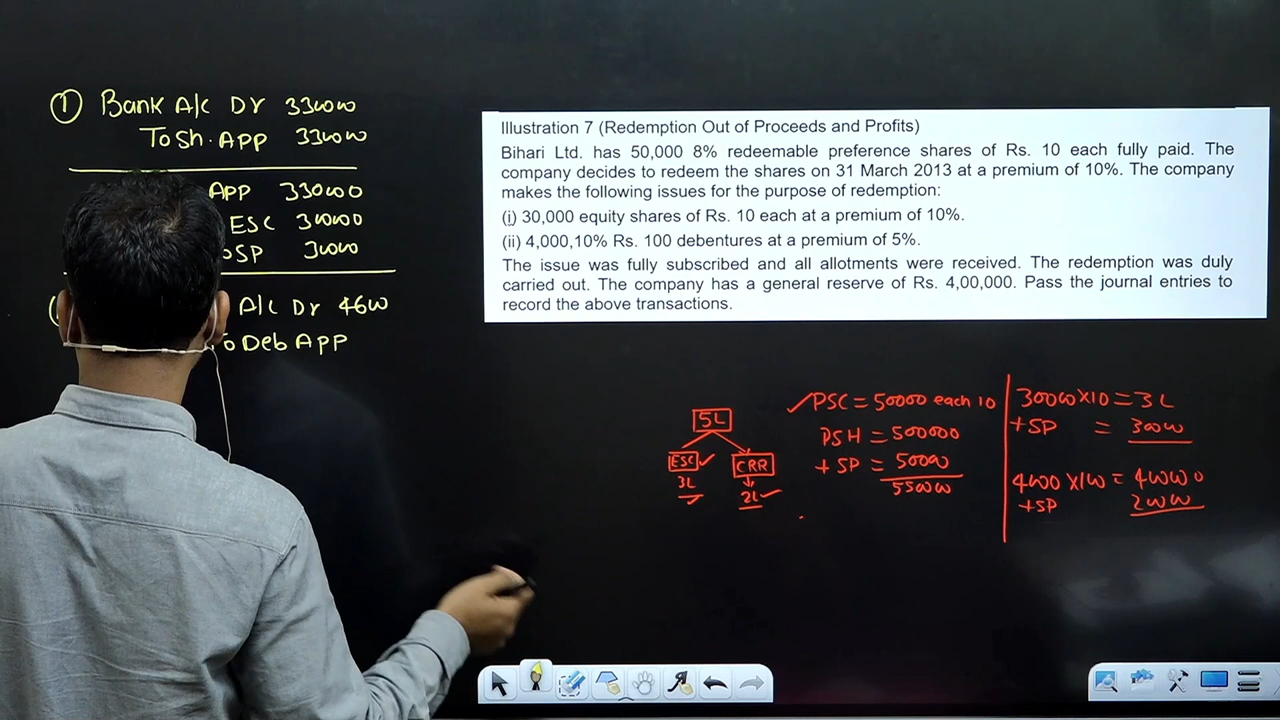 ① Bank A/c Dr 330000
To Sh. APP 330000
APP 330000
ESC 300000
SP 30000
A/c Dr 4600
o Deb App
Illustration 7 (Redemption Out of Proceeds and Profits)
Bihari Ltd. has 50,000 8% redeemable preference shares of Rs. 10 each fully paid. The
company decides to redeem the shares on 31 March 2013 at a premium of 10%. The company
makes the following issues for the purpose of redemption:
(i) 30,000 equity shares of Rs. 10 each at a premium of 10%.
(ii) 4,000,10% Rs. 100 debentures at a premium of 5%.
The issue was fully subscribed and all allotments were received. The redemption was duly
carried out. The company has a general reserve of Rs. 4,00,000. Pass the journal entries to
record the above transactions.
5L
ESC CRR
3L 2L
PSC = 50000 each 10
PSH = 500000
+ SP = 50000
550000
30000 X 10 = 3L
+SP = 30000
4000 X 100 = 400000
+SP 20000